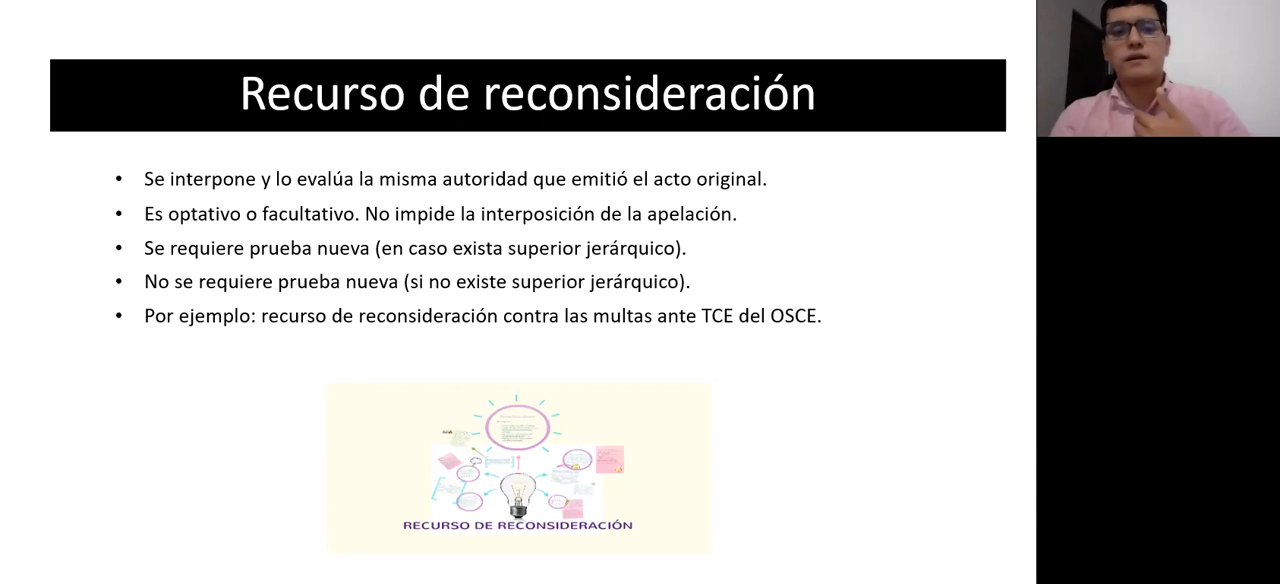 Recurso de reconsideración
• Se interpone y lo evalúa la misma autoridad que emitió el acto original.
• Es optativo o facultativo. No impide la interposición de la apelación.
• Se requiere prueba nueva (en caso exista superior jerárquico).
• No se requiere prueba nueva (si no existe superior jerárquico).
• Por ejemplo: recurso de reconsideración contra las multas ante TCE del OSCE.
RECURSO DE RECONSIDERACIÓN